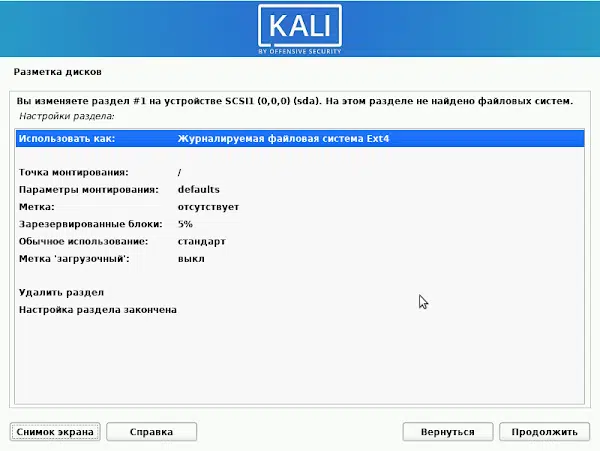 KALI
BY OFFENSIVE SECURITY
Разметка дисков
Вы изменяете раздел #1 на устройстве SCSI1 (0,0,0) (sda). На этом разделе не найдено файловых систем.
Настройки раздела:
Использовать как: Журналируемая файловая система Ext4
Точка монтирования: /
Параметры монтирования: defaults
Метка: отсутствует
Зарезервированные блоки: 5%
Обычное использование: стандарт
Метка 'загрузочный': выкл
Удалить раздел
Настройка раздела закончена
Снимок экрана Справка Вернуться Продолжить